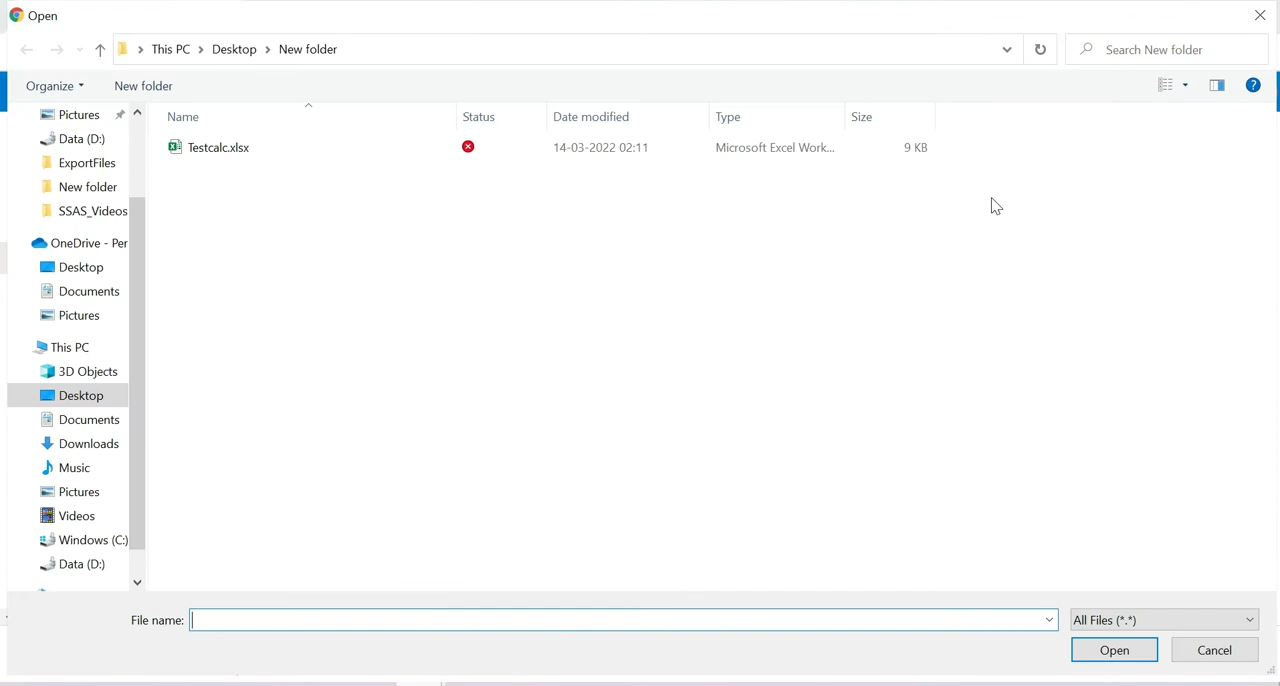 Open
This PC > Desktop > New folder
Search New folder
Organize
New folder
Name
Status
Date modified
Type
Size
Testcalc.xlsx
14-03-2022 02:11
Microsoft Excel Work...
9 KB
Pictures
Data (D:)
ExportFiles
New folder
SSAS_Videos
OneDrive - Per
Desktop
Documents
Pictures
This PC
3D Objects
Desktop
Documents
Downloads
Music
Pictures
Videos
Windows (C:)
Data (D:)
File name:
All Files (*.*)
Open
Cancel